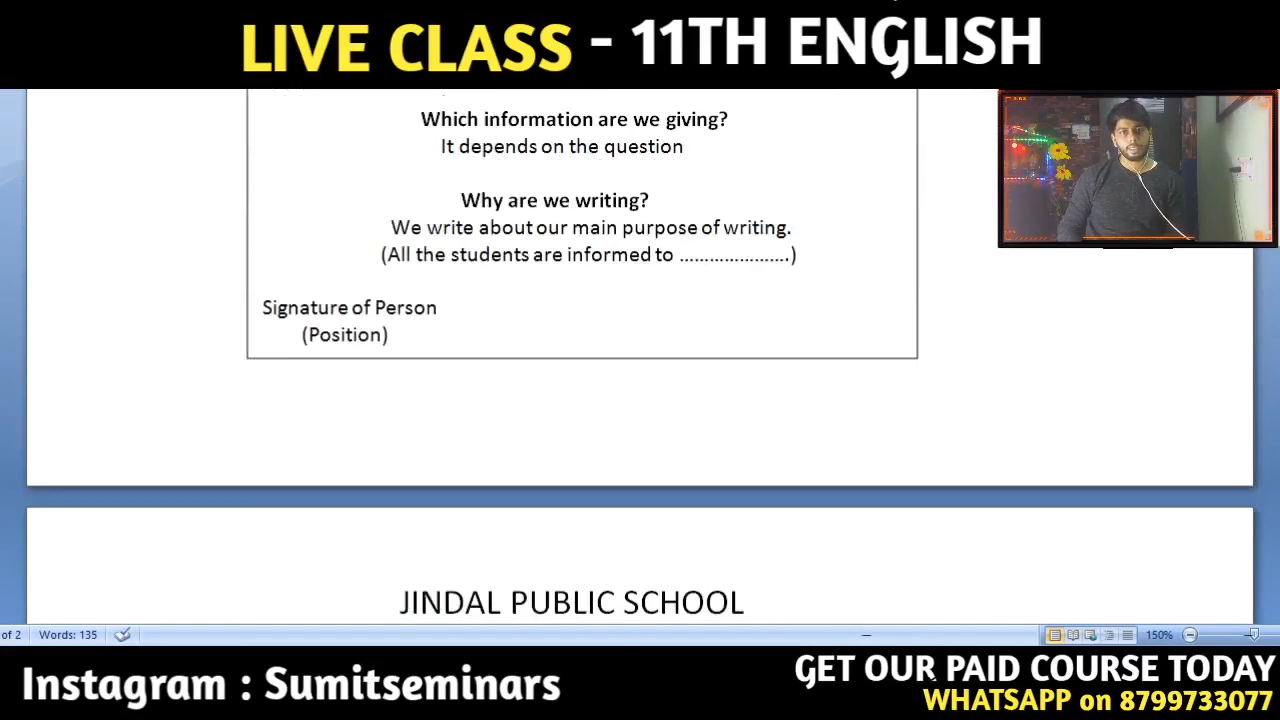 LIVE CLASS - 11TH ENGLISH
Which information are we giving?
It depends on the question
Why are we writing?
We write about our main purpose of writing.
(All the students are informed to ......................)
Signature of Person
(Position)
JINDAL PUBLIC SCHOOL
of 2 Words: 135 150%
Instagram : Sumitseminars
GET OUR PAID COURSE TODAY
WHATSAPP on 8799733077